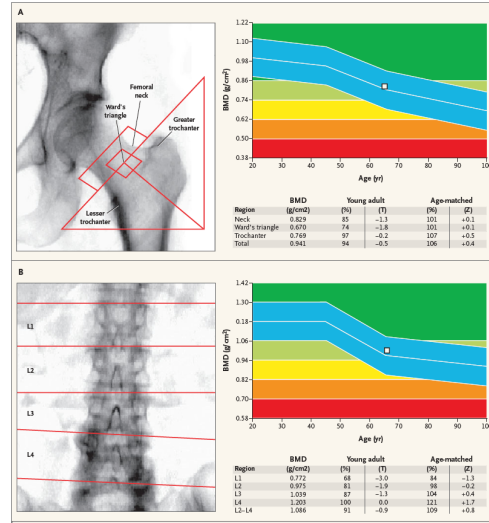 A
Femoral
neck
Ward's
triangle
Greater
trochanter
Lesser
trochanter
BMD (g/cm²)
1.22
1.10
0.98
0.86
0.74
0.62
0.50
0.38
20 30 40 50 60 70 80 90 100
Age (yr)
BMD Young adult Age-matched
Region (g/cm2) (%) (T) (%) (Z)
Neck 0.829 85 −1.3 101 +0.1
Ward's triangle 0.670 74 −1.8 101 +0.1
Trochanter 0.769 97 −0.2 107 +0.5
Total 0.941 94 −0.5 106 +0.4
B
L1
L2
L3
L4
BMD (g/cm²)
1.42
1.30
1.18
1.06
0.94
0.82
0.70
0.58
20 30 40 50 60 70 80 90 100
Age (yr)
BMD Young adult Age-matched
Region (g/cm2) (%) (T) (%) (Z)
L1 0.772 68 −3.0 84 −1.3
L2 0.975 81 −1.9 98 −0.2
L3 1.039 87 −1.3 104 +0.4
L4 1.203 100 0.0 121 +1.7
L2–L4 1.086 91 −0.9 109 +0.8